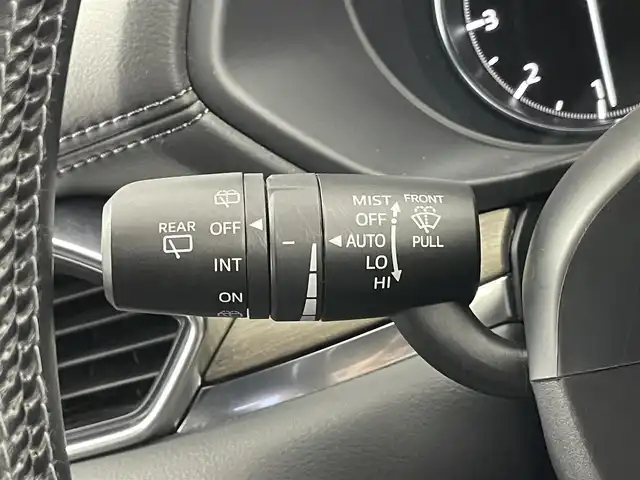 REAR
OFF
INT
ON
MIST
OFF
AUTO
LO
HI
FRONT
PULL
3
2
1